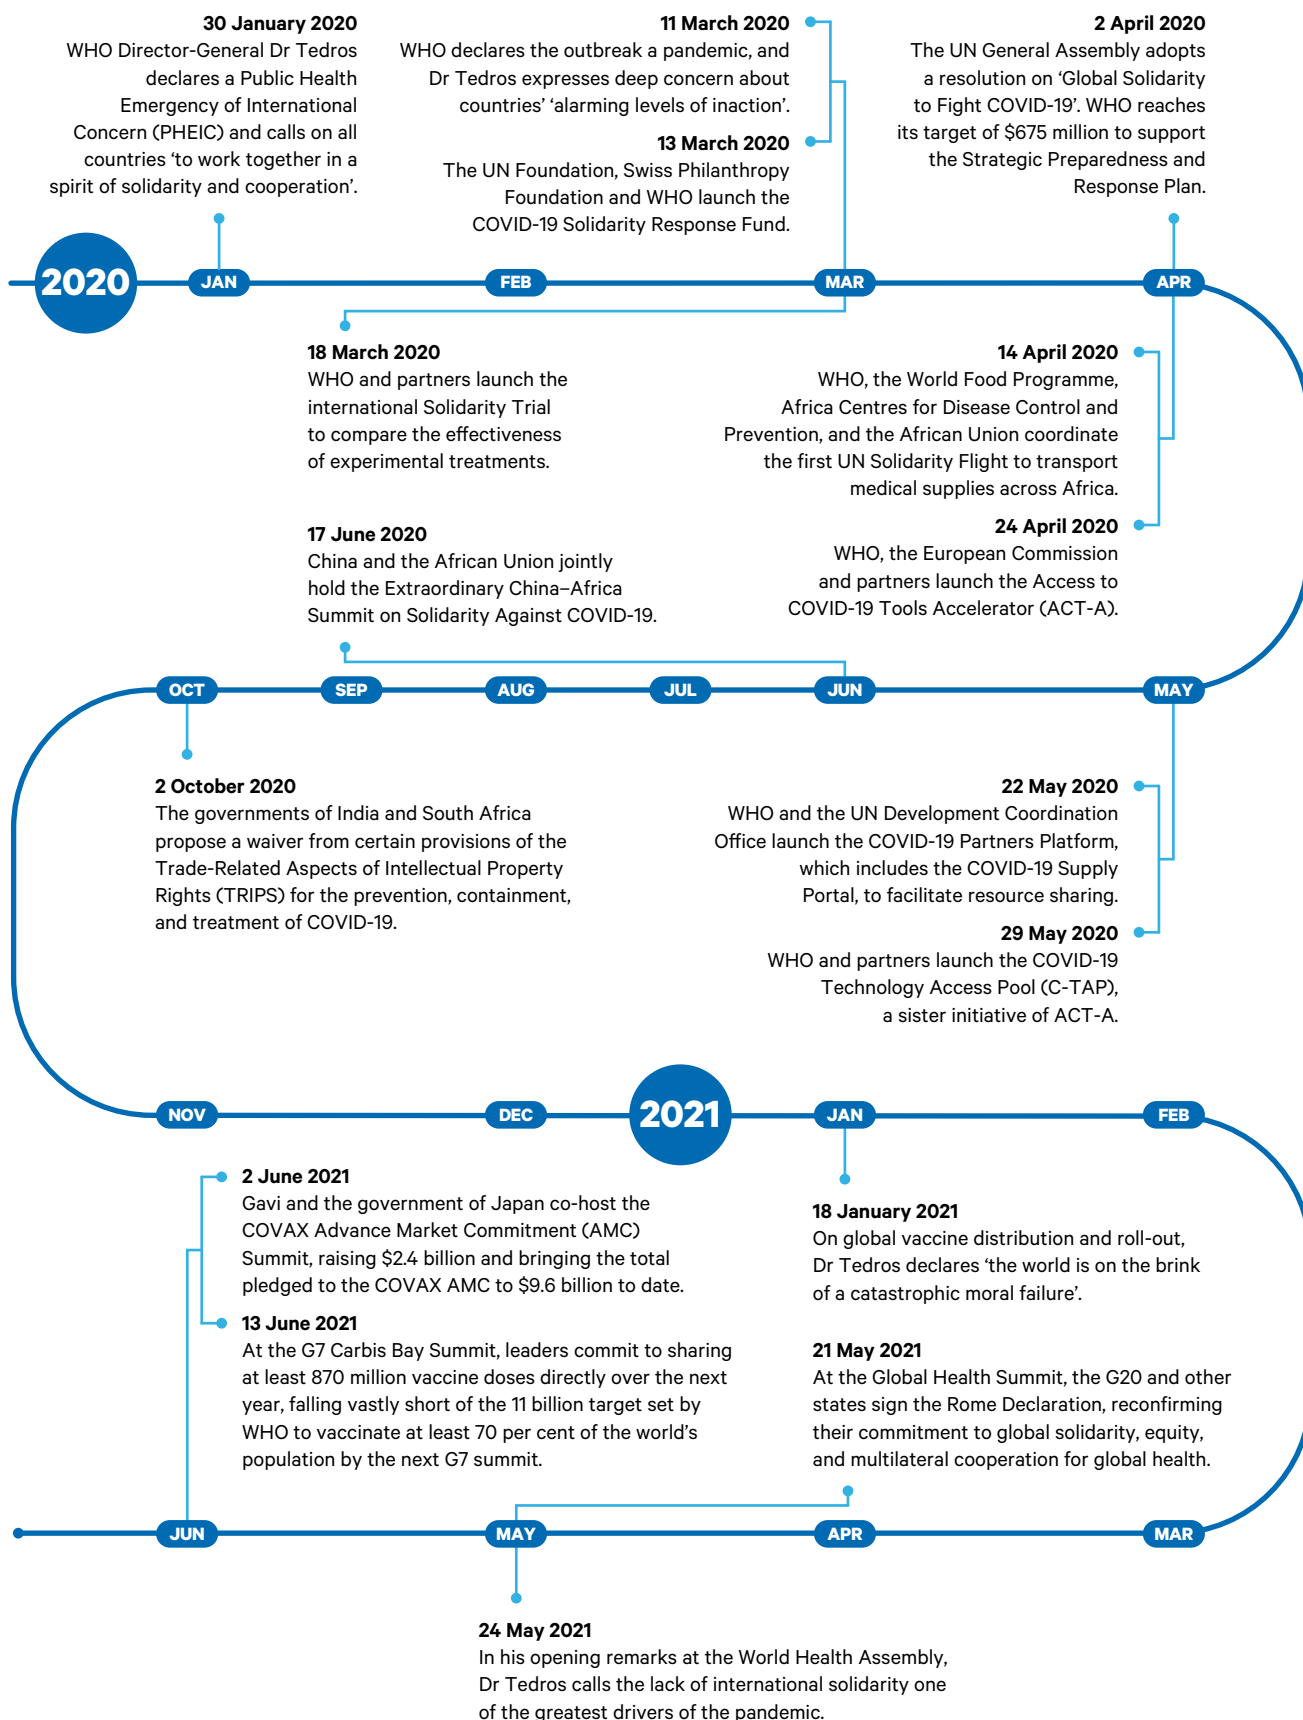 30 January 2020
WHO Director-General Dr Tedros
declares a Public Health
Emergency of International
Concern (PHEIC) and calls on all
countries ‘to work together in a
spirit of solidarity and cooperation’.
11 March 2020
WHO declares the outbreak a pandemic, and
Dr Tedros expresses deep concern about
countries’ ‘alarming levels of inaction’.
13 March 2020
The UN Foundation, Swiss Philanthropy
Foundation and WHO launch the
COVID-19 Solidarity Response Fund.
2 April 2020
The UN General Assembly adopts
a resolution on ‘Global Solidarity
to Fight COVID-19’. WHO reaches
its target of $675 million to support
the Strategic Preparedness and
Response Plan.
2020
JAN
FEB
MAR
APR
18 March 2020
WHO and partners launch the
international Solidarity Trial
to compare the effectiveness
of experimental treatments.
14 April 2020
WHO, the World Food Programme,
Africa Centres for Disease Control and
Prevention, and the African Union coordinate
the first UN Solidarity Flight to transport
medical supplies across Africa.
24 April 2020
WHO, the European Commission
and partners launch the Access to
COVID-19 Tools Accelerator (ACT-A).
17 June 2020
China and the African Union jointly
hold the Extraordinary China–Africa
Summit on Solidarity Against COVID-19.
OCT
SEP
AUG
JUL
JUN
MAY
2 October 2020
The governments of India and South Africa
propose a waiver from certain provisions of the
Trade-Related Aspects of Intellectual Property
Rights (TRIPS) for the prevention, containment,
and treatment of COVID-19.
22 May 2020
WHO and the UN Development Coordination
Office launch the COVID-19 Partners Platform,
which includes the COVID-19 Supply
Portal, to facilitate resource sharing.
29 May 2020
WHO and partners launch the COVID-19
Technology Access Pool (C-TAP),
a sister initiative of ACT-A.
NOV
DEC
2021
JAN
FEB
2 June 2021
Gavi and the government of Japan co-host the
COVAX Advance Market Commitment (AMC)
Summit, raising $2.4 billion and bringing the total
pledged to the COVAX AMC to $9.6 billion to date.
13 June 2021
At the G7 Carbis Bay Summit, leaders commit to sharing
at least 870 million vaccine doses directly over the next
year, falling vastly short of the 11 billion target set by
WHO to vaccinate at least 70 per cent of the world’s
population by the next G7 summit.
18 January 2021
On global vaccine distribution and roll-out,
Dr Tedros declares ‘the world is on the brink
of a catastrophic moral failure’.
21 May 2021
At the Global Health Summit, the G20 and other
states sign the Rome Declaration, reconfirming
their commitment to global solidarity, equity,
and multilateral cooperation for global health.
JUN
MAY
APR
MAR
24 May 2021
In his opening remarks at the World Health Assembly,
Dr Tedros calls the lack of international solidarity one
of the greatest drivers of the pandemic.